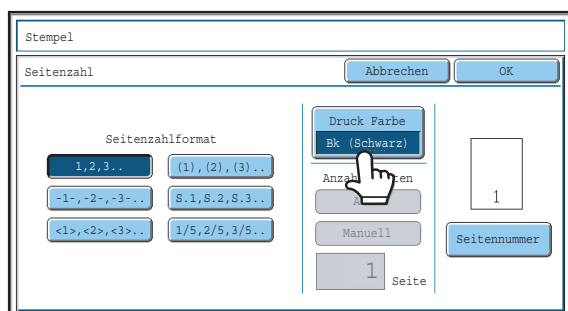 Stempel
Seitenzahl
Abbrechen
OK
Seitenzahlformat
1,2,3..
(1),(2),(3)..
-1-,-2-,-3-..
S.1,S.2,S.3..
<1>,<2>,<3>..
1/5,2/5,3/5..
Druck Farbe
Bk (Schwarz)
Manuell
1
Seite
1
Seitennummer